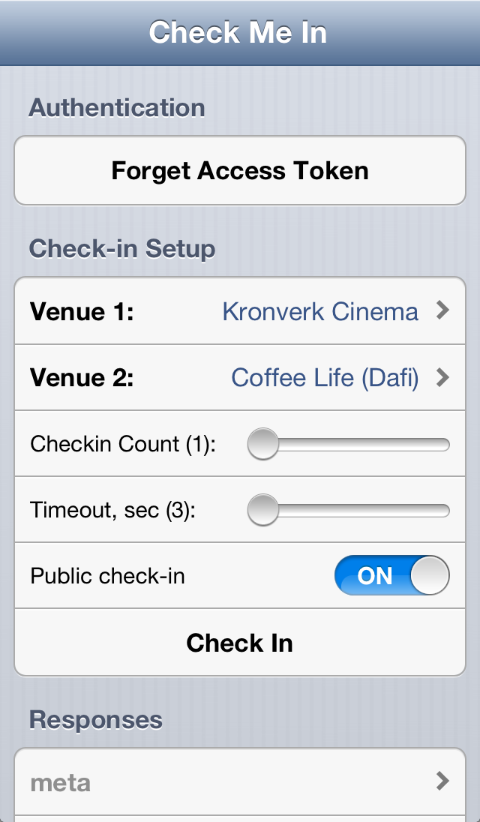 Check Me In
Authentication
Forget Access Token
Check-in Setup
Venue 1: Kronverk Cinema
Venue 2: Coffee Life (Dafi)
Checkin Count (1):
Timeout, sec (3):
Public check-in ON
Check In
Responses
meta